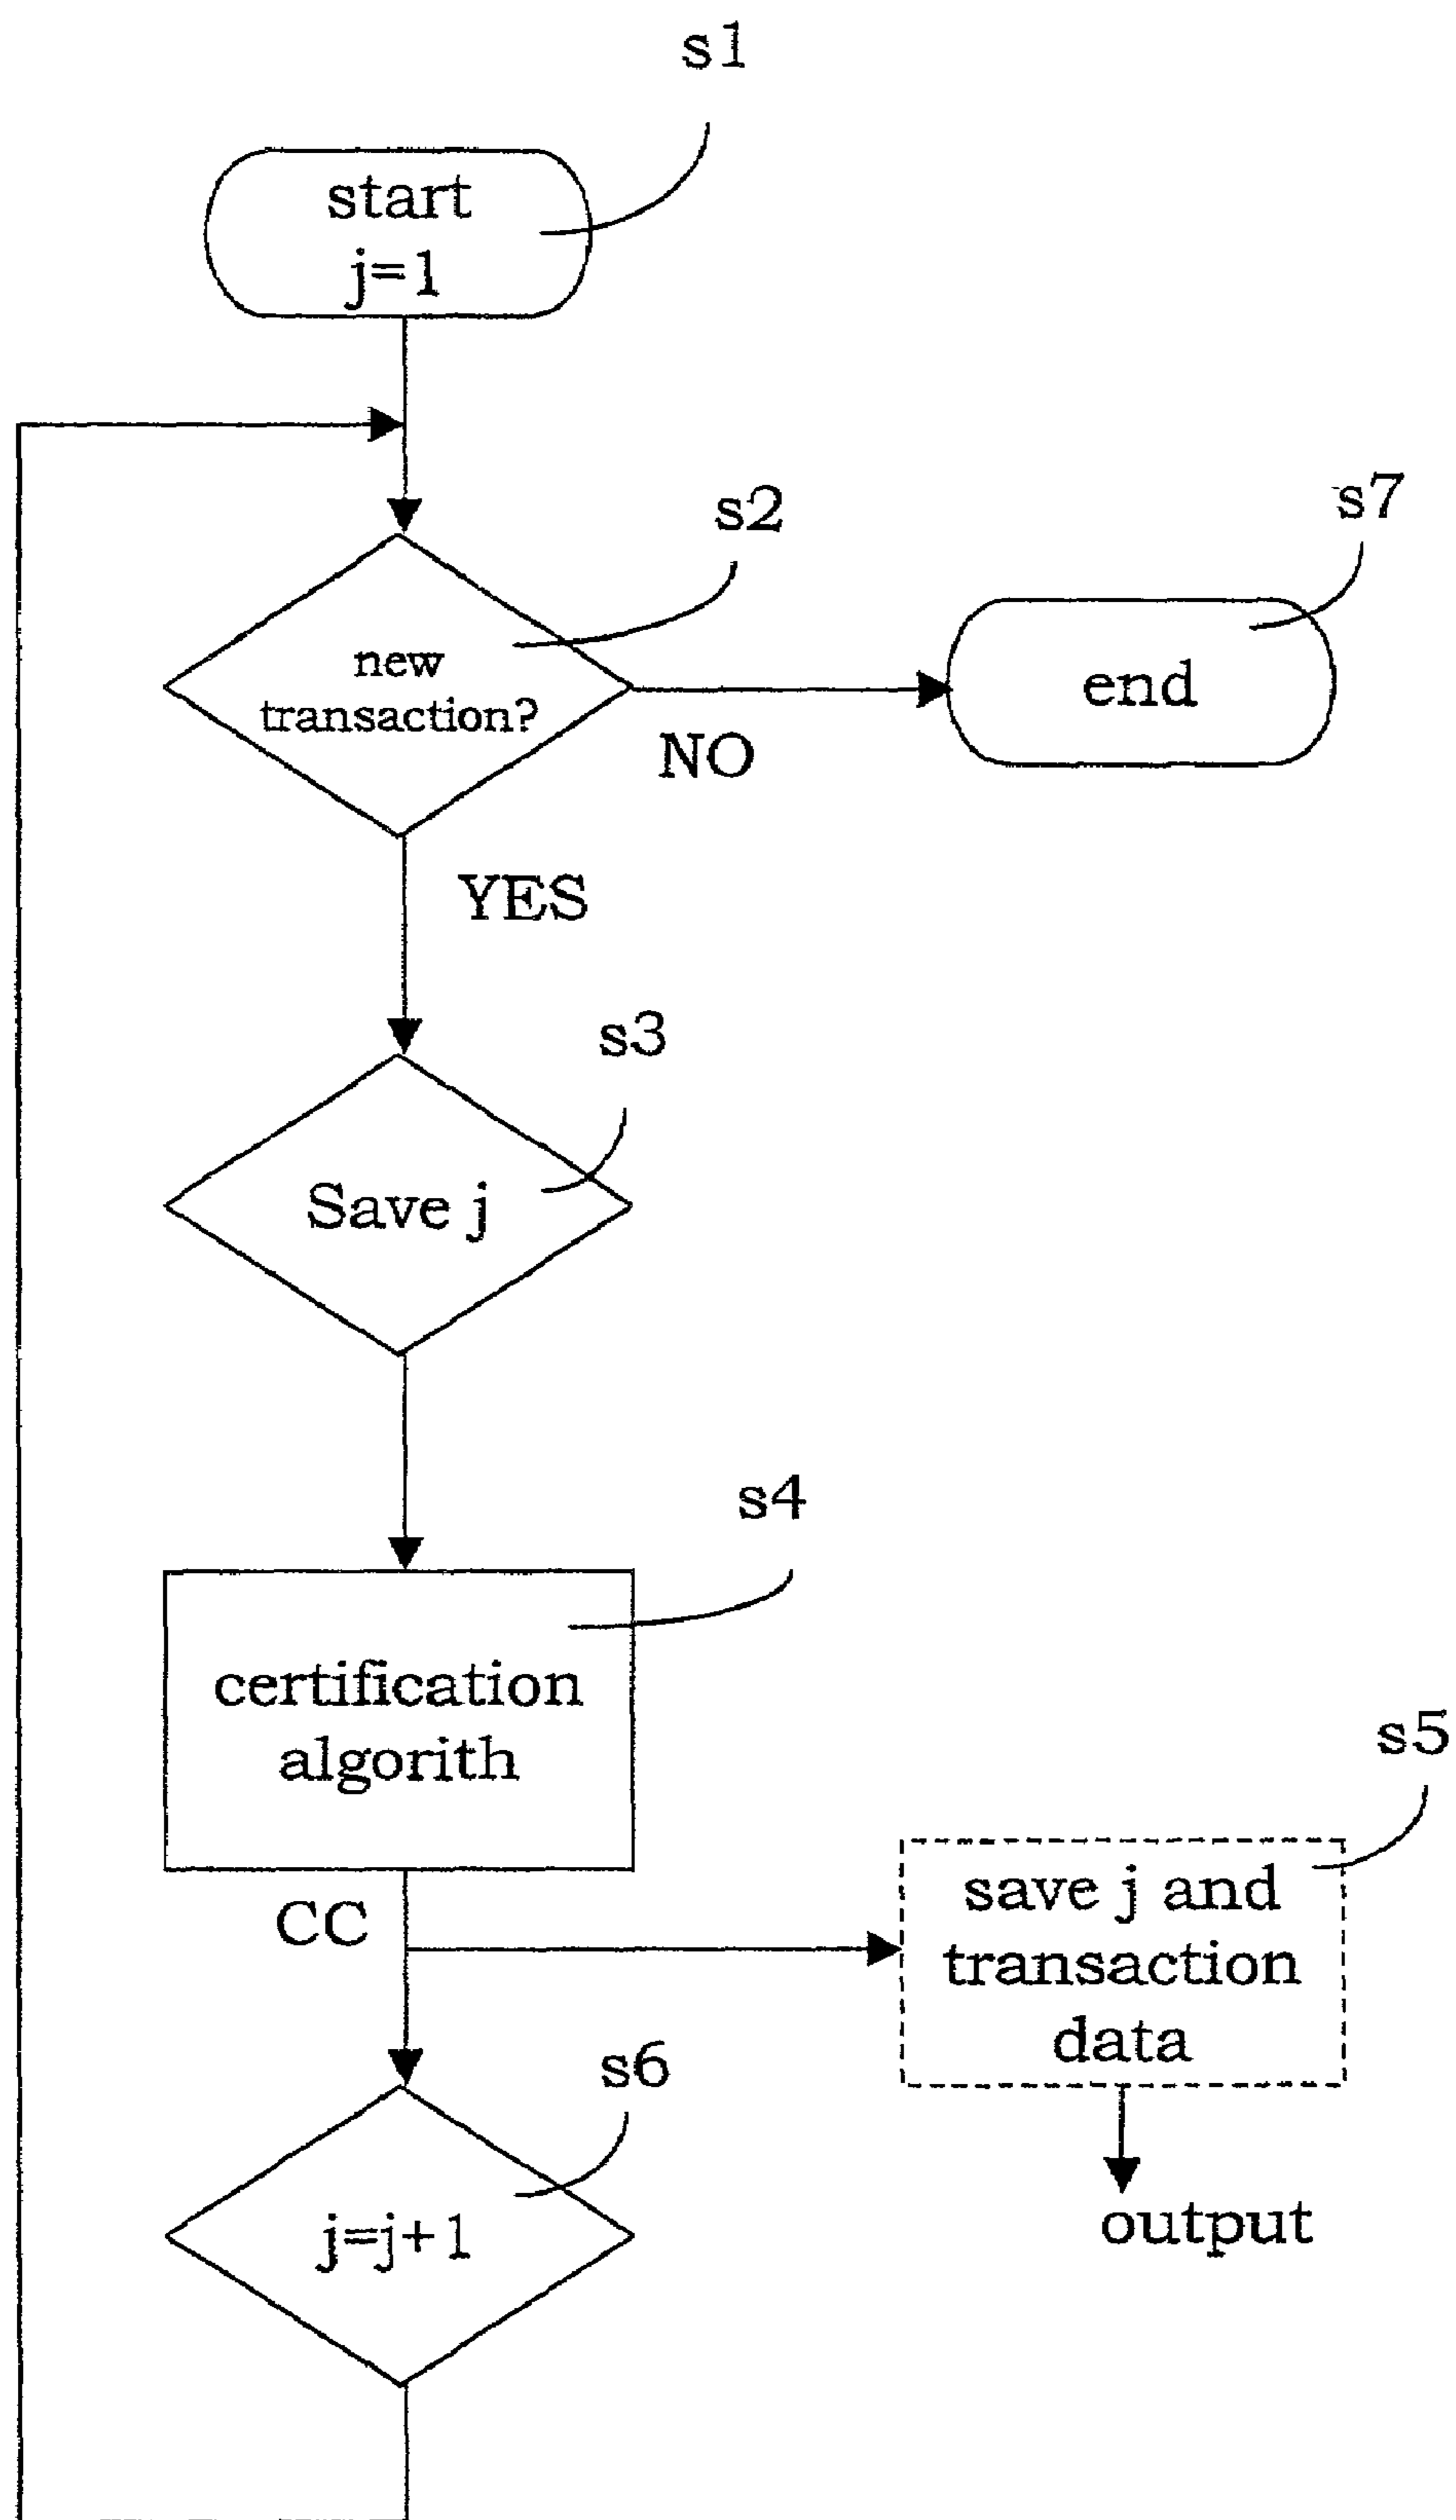 s1
start
j=1
s2
s7
new
transaction?
end
NO
YES
s3
Save j
s4
certification
algorith
s5
CC
save j and
transaction
data
s6
j=j+1
output